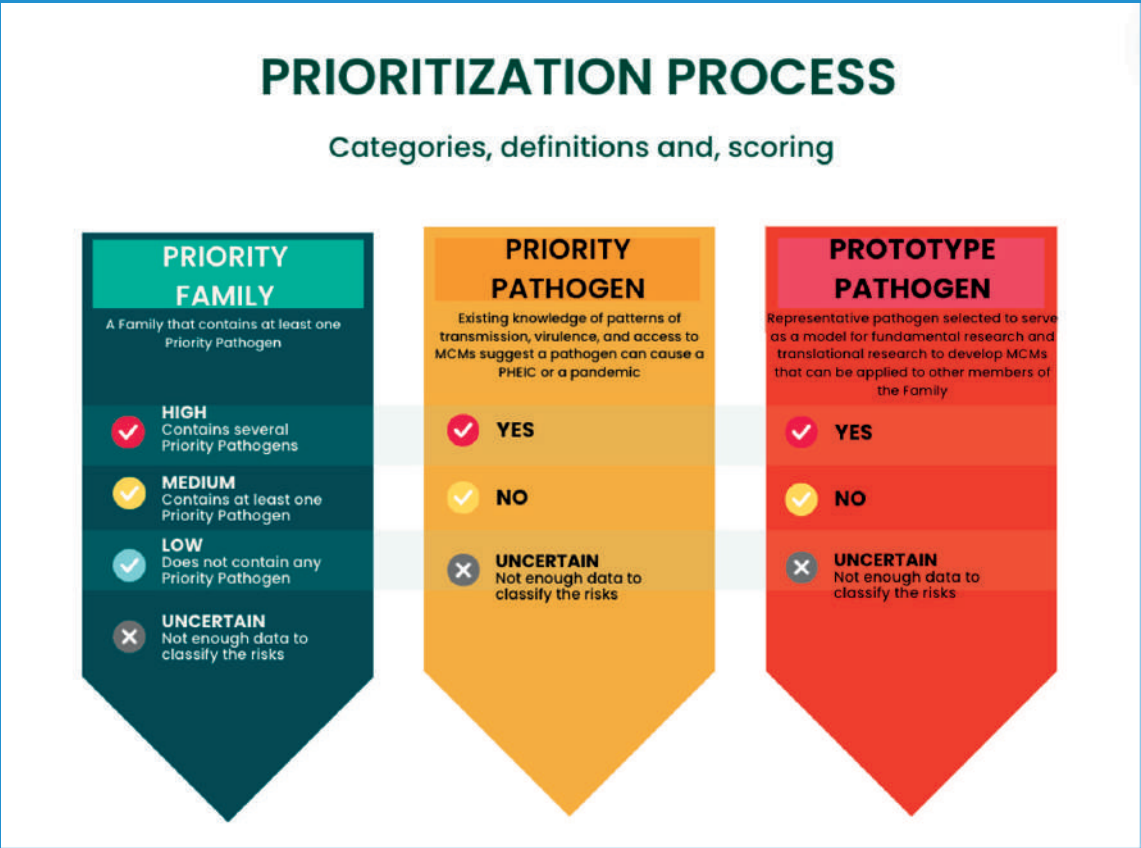 PRIORITIZATION PROCESS
Categories, definitions and, scoring
PRIORITY
FAMILY
A Family that contains at least one
Priority Pathogen
HIGH
Contains several
Priority Pathogens
MEDIUM
Contains at least one
Priority Pathogen
LOW
Does not contain any
Priority Pathogen
UNCERTAIN
Not enough data to
classify the risks
PRIORITY
PATHOGEN
Existing knowledge of patterns of
transmission, virulence, and access to
MCMs suggest a pathogen can cause a
PHEIC or a pandemic
YES
NO
UNCERTAIN
Not enough data to
classify the risks
PROTOTYPE
PATHOGEN
Representative pathogen selected to serve
as a model for fundamental research and
translational research to develop MCMs
that can be applied to other members of
the Family
YES
NO
UNCERTAIN
Not enough data to
classify the risks